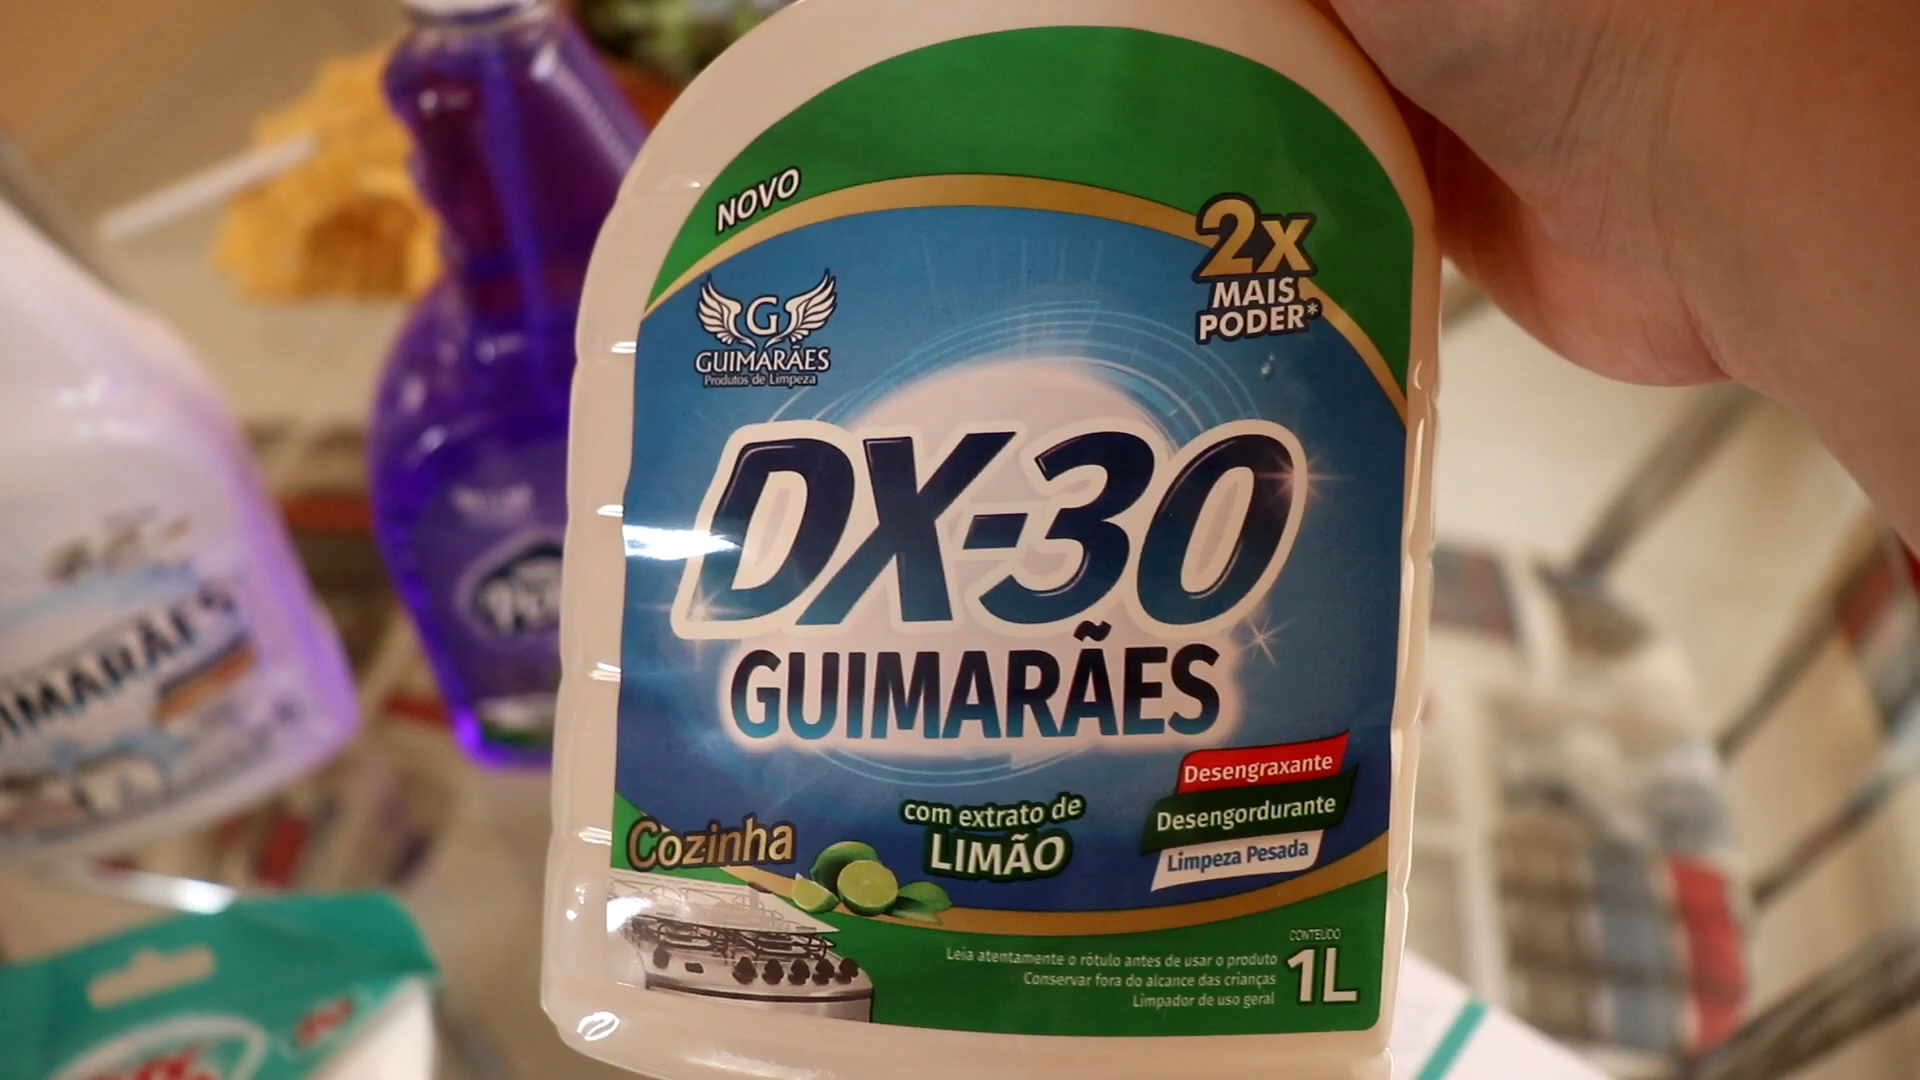 NOVO
2x
MAIS
PODER*
G
GUIMARÃES
Produtos de Limpeza
DX-30
GUIMARÃES
Desengraxante
Desengordurante
Limpeza Pesada
com extrato de
LIMÃO
Cozinha
Leia atentamente o rótulo antes de usar o produto
Conservar fora do alcance das crianças
Limpador de uso geral
CONTEÚDO
1L
GUIMARÃES